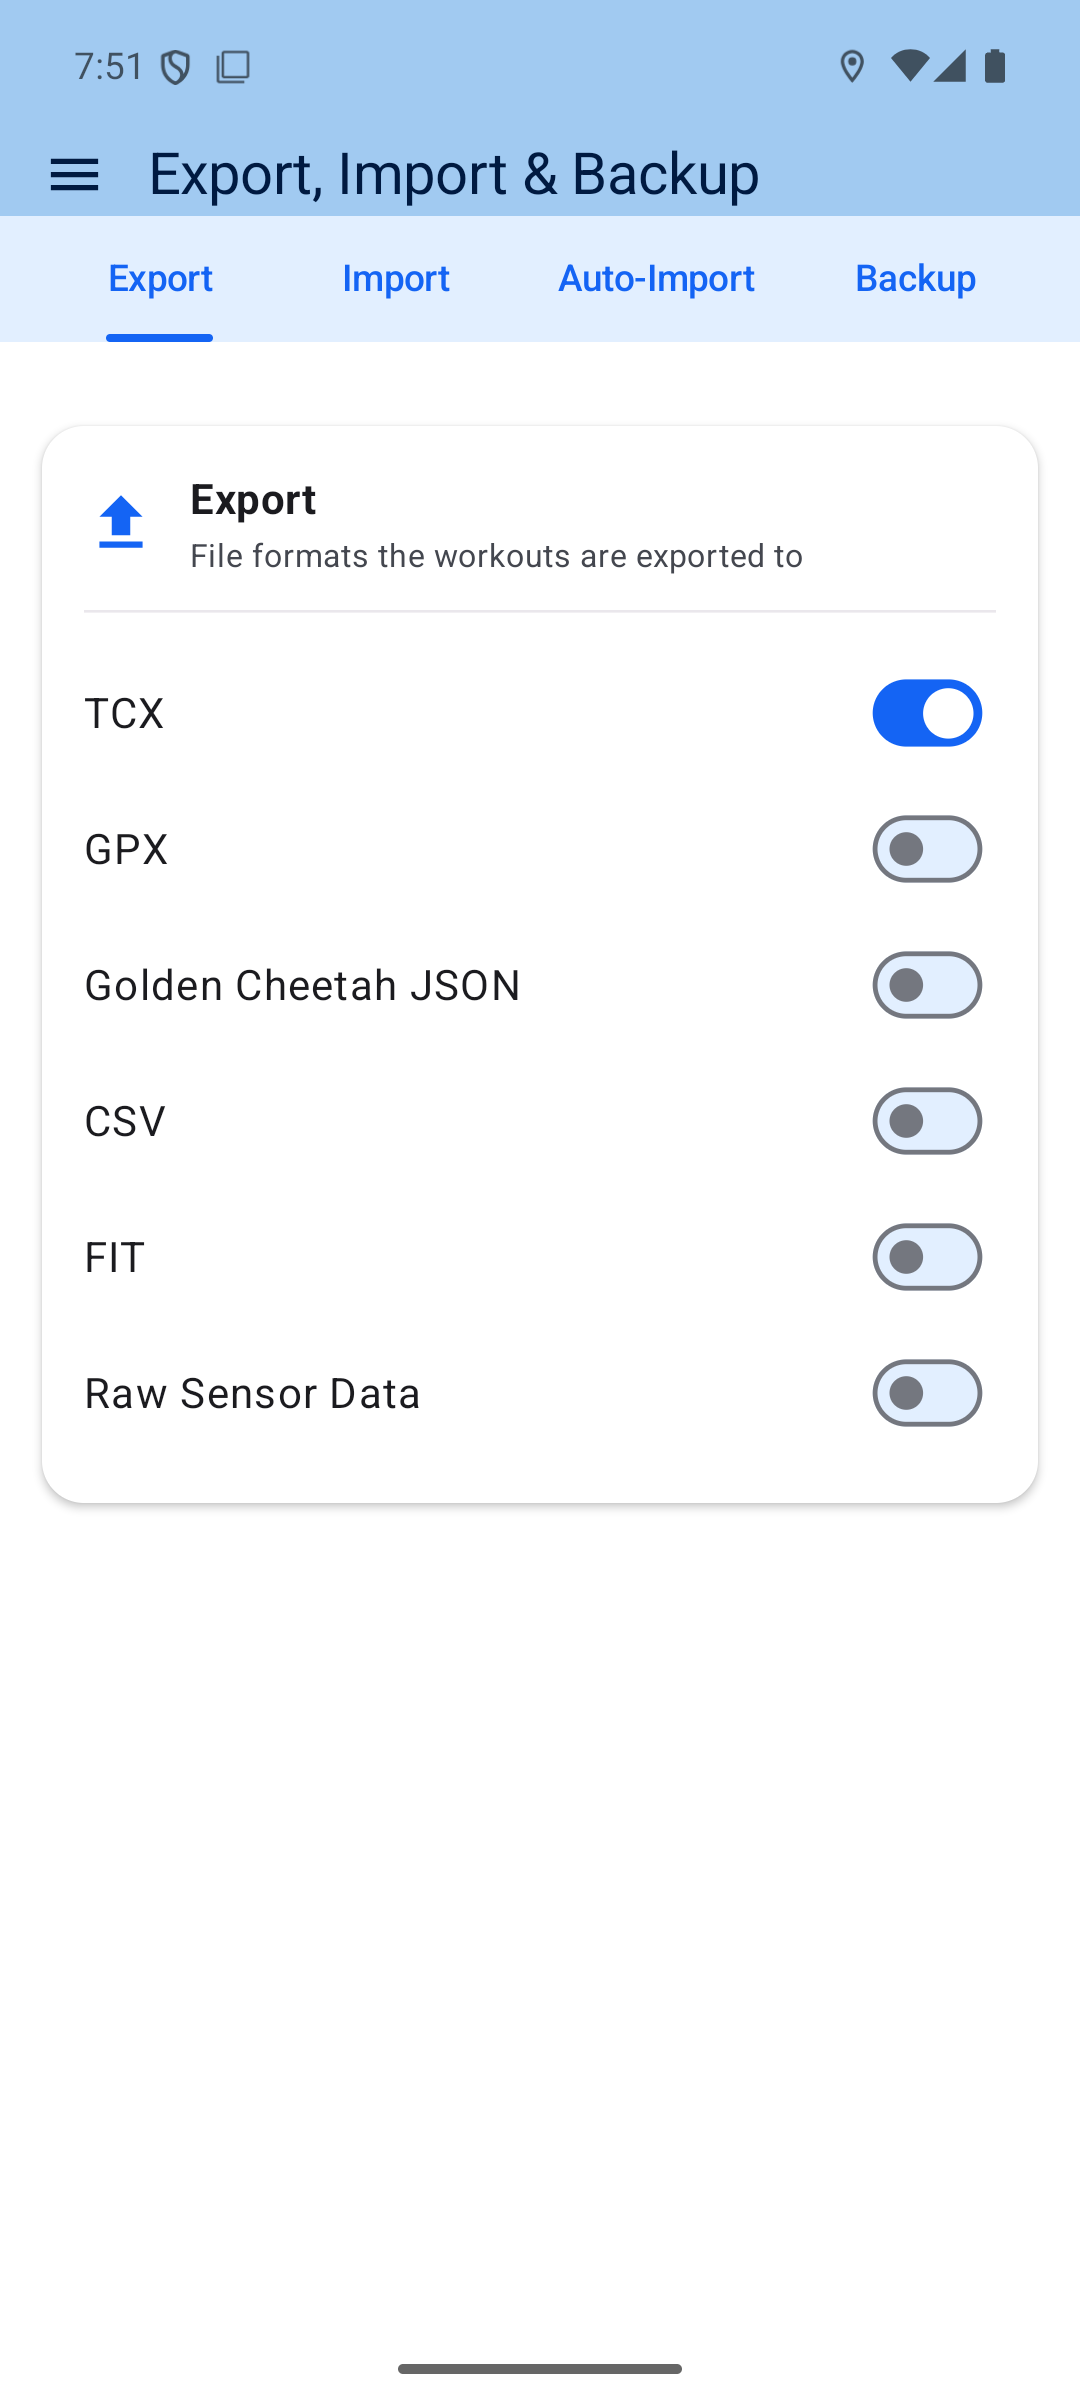 7:51
Export, Import & Backup
Export
Import
Auto-Import
Backup
Export
File formats the workouts are exported to
TCX
GPX
Golden Cheetah JSON
CSV
FIT
Raw Sensor Data